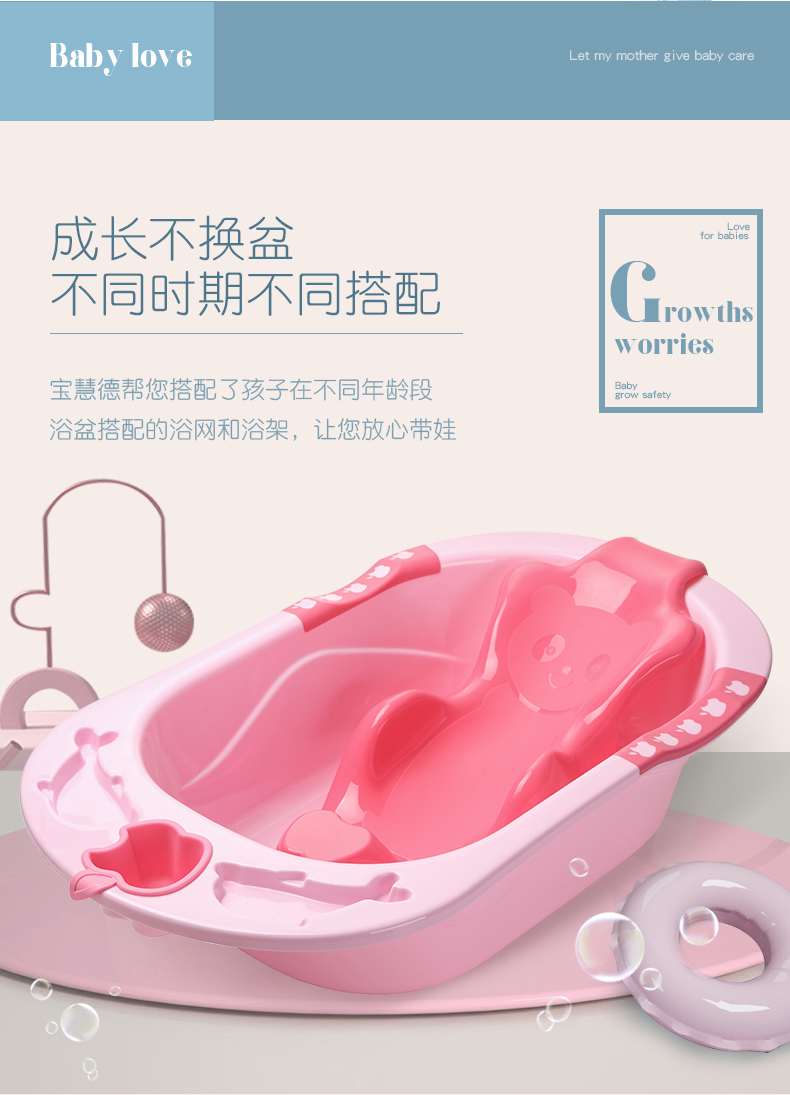 Baby love
Let my mother give baby care
成长不换盆
不同时期不同搭配
宝慧德帮您搭配了孩子在不同年龄段
浴盆搭配的浴网和浴架，让您放心带娃
Love
for babies
Growths
worries
Baby
grow safety